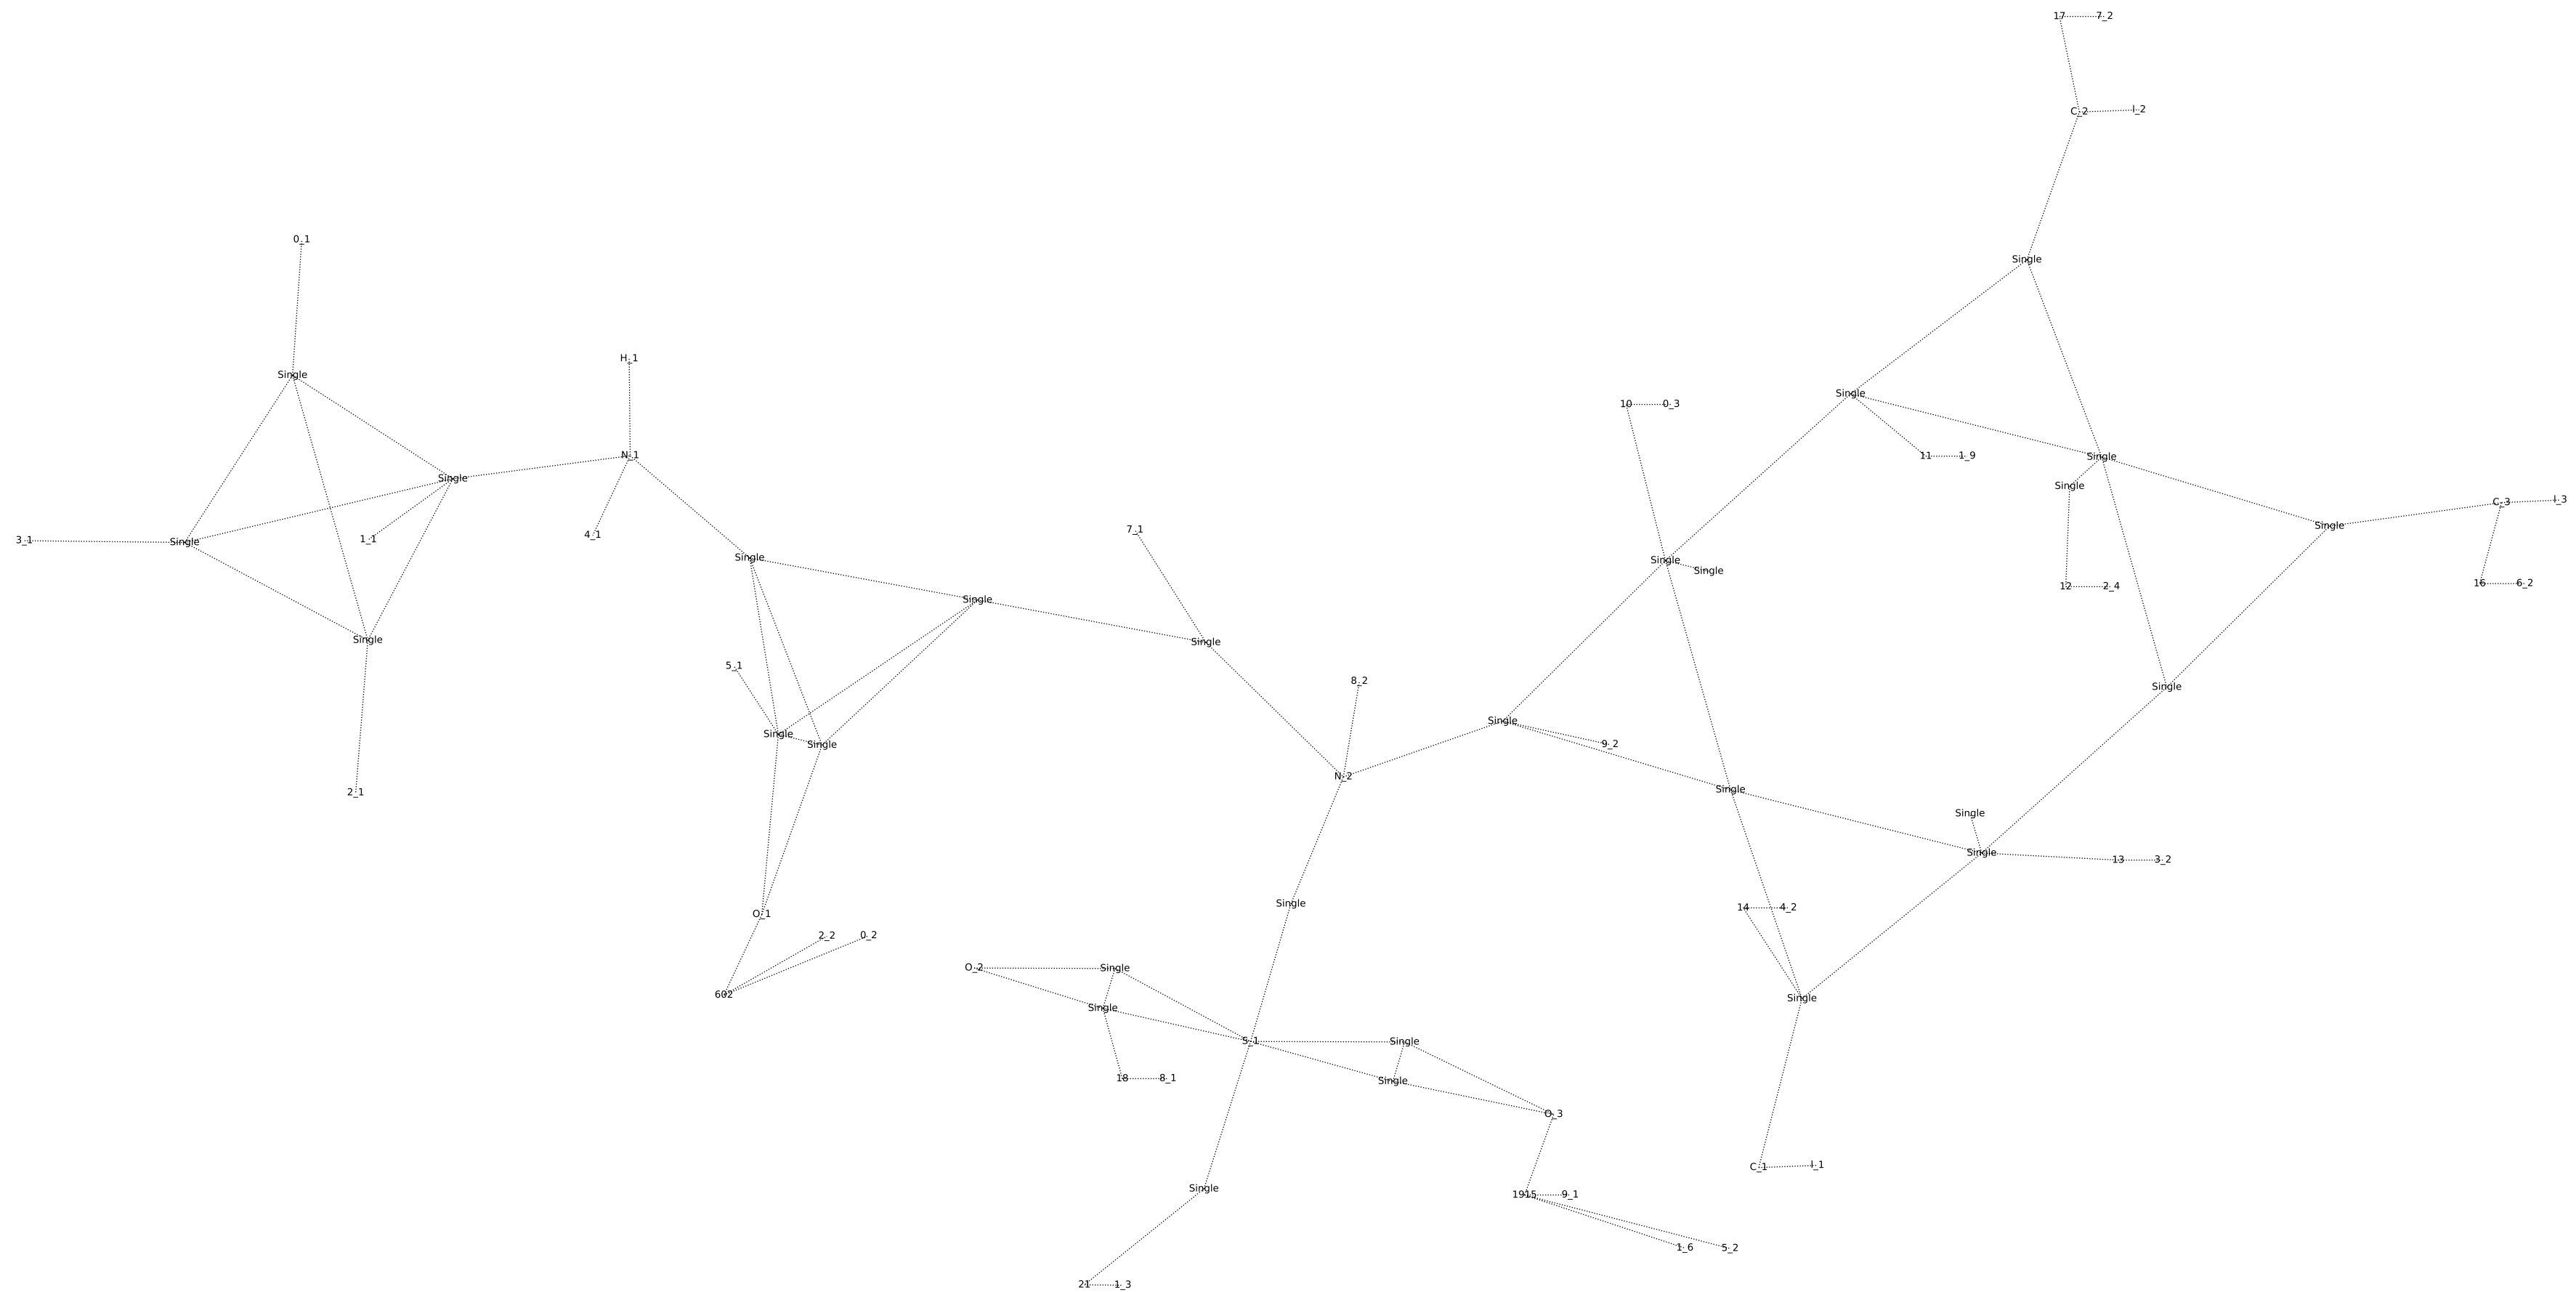 17 7_2
C_2 I_2
0_1
Single
H_1
Single
Single
10 0_3
N_1
11 1_9
Single
Single
Single
C_3 I_3
Single
3_1
Single
1_1
4_1
Single
Single
Single
7_1
16 6_2
12 2_4
Single
Single
Single
5_1
8_2
Single
Single
Single
Single
9_2
N_2
Single
2_1
Single
Single
13 3_2
Single
14 4_2
O_1
2_2 0_2
O_2 Single
602
Single
Single
S_1 Single
18 8_1
Single
O_3
C_1 I_1
Single
1915 9_1
1_6 5_2
21 1_3